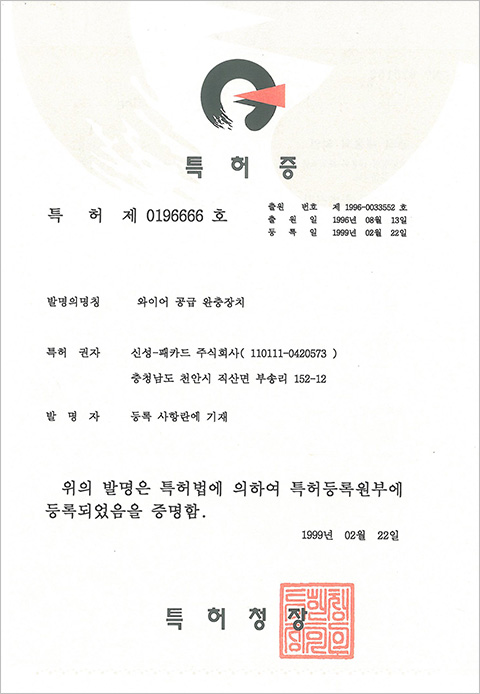 특허증
특 허 제 0196666 호
출원 번호 제 1996-0033552 호
출 원 일 1996년 08월 13일
등 록 일 1999년 02월 22일
발명의명칭 와이어 공급 완충장치
특허 권자 신성-패카드 주식회사( 110111-0420573 )
충청남도 천안시 직산면 부송리 152-12
발 명 자 등록 사항란에 기재
위의 발명은 특허법에 의하여 특허등록원부에
등록되었음을 증명함.
1999년 02월 22일
특허청장